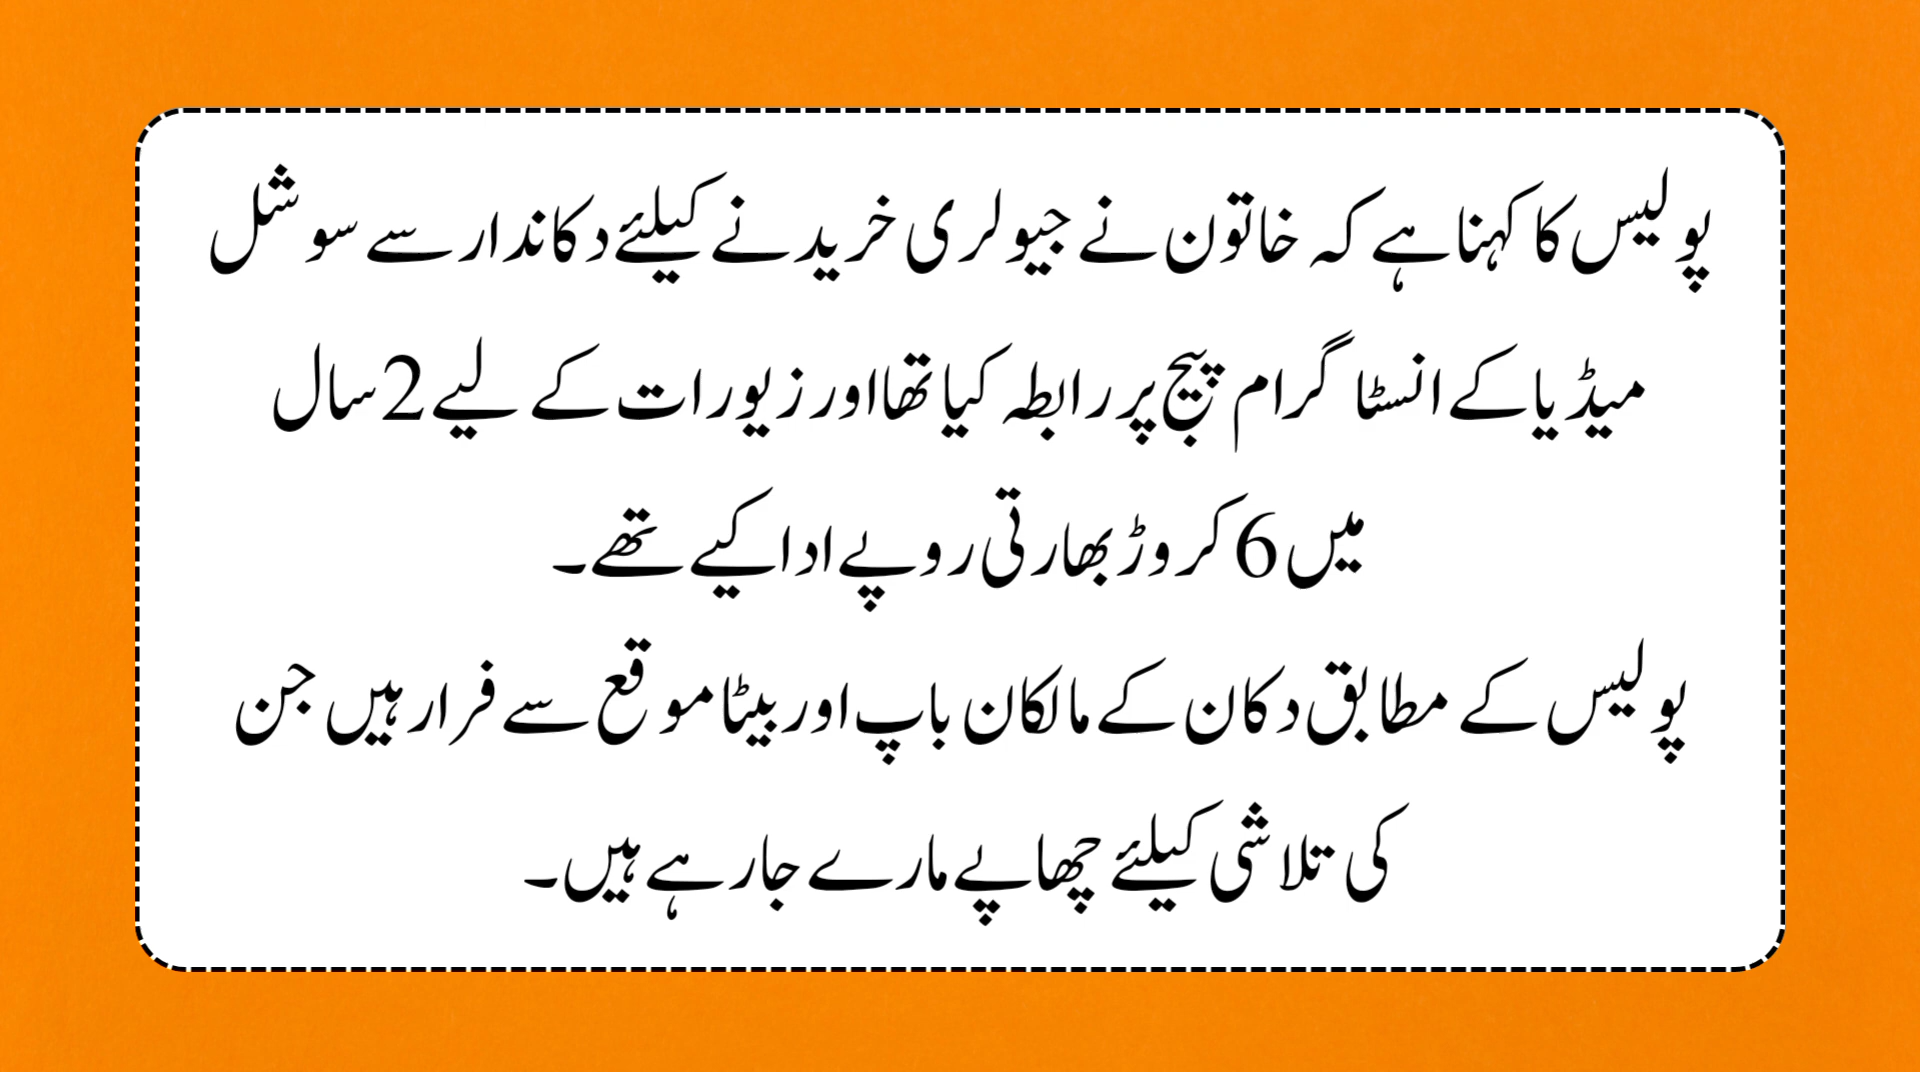 پولیس کا کہنا ہے کہ خاتون نے جیولری خریدنے کیلئے دکاندار سے سوشل
میڈیا کے انسٹا گرام پیج پر رابطہ کیا تھا اور زیورات کے لیے 2 سال
میں 6 کروڑ بھارتی روپے ادا کیے تھے۔
پولیس کے مطابق دکان کے مالکان باپ اور بیٹا موقع سے فرار ہیں جن
کی تلاشی کیلئے چھاپے مارے جارہے ہیں۔